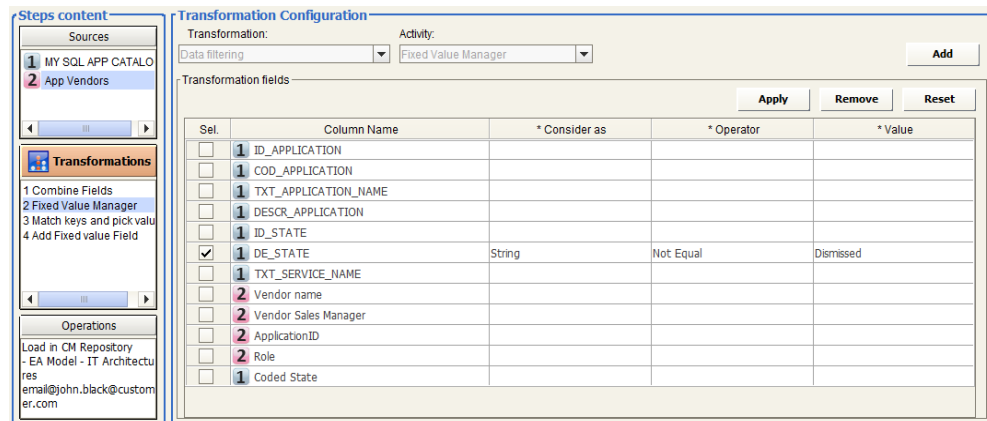 Steps content
Sources
1 MY SQL APP CATALO
2 App Vendors
Transformations
1 Combine Fields
2 Fixed Value Manager
3 Match keys and pick valu
4 Add Fixed value Field
Operations
Load in CM Repository
- EA Model - IT Architectu
res
email@john.black@custom
er.com
Transformation Configuration
Transformation: Activity:
Data filtering Fixed Value Manager Add
Transformation fields
Apply Remove Reset
Sel. Column Name * Consider as * Operator * Value
1 ID_APPLICATION
1 COD_APPLICATION
1 TXT_APPLICATION_NAME
1 DESCR_APPLICATION
1 ID_STATE
1 DE_STATE String Not Equal Dismissed
1 TXT_SERVICE_NAME
2 Vendor name
2 Vendor Sales Manager
2 ApplicationID
2 Role
1 Coded State